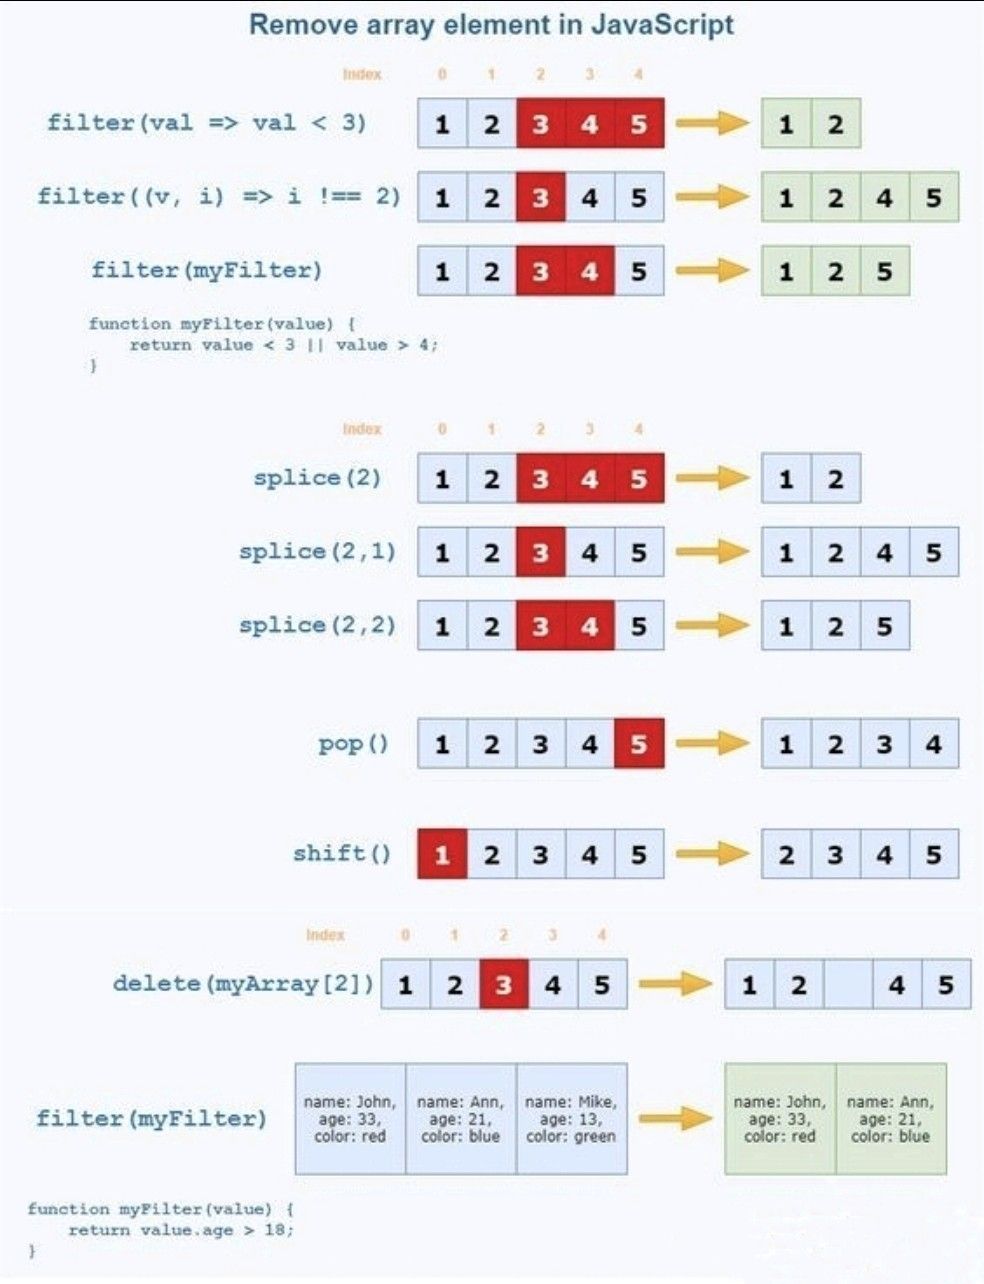 Remove array element in JavaScript
Index 0 1 2 3 4
filter(val => val < 3) 1 2 3 4 5 1 2
filter((v, i) => i !== 2) 1 2 3 4 5 1 2 4 5
filter(myFilter) 1 2 3 4 5 1 2 5
function myFilter(value) {
return value < 3 || value > 4;
}
Index 0 1 2 3 4
splice(2) 1 2 3 4 5 1 2
splice(2,1) 1 2 3 4 5 1 2 4 5
splice(2,2) 1 2 3 4 5 1 2 5
pop() 1 2 3 4 5 1 2 3 4
shift() 1 2 3 4 5 2 3 4 5
Index 0 1 2 3 4
delete(myArray[2]) 1 2 3 4 5 1 2 4 5
filter(myFilter)
name: John,
age: 33,
color: red
name: Ann,
age: 21,
color: blue
name: Mike,
age: 13,
color: green
name: John,
age: 33,
color: red
name: Ann,
age: 21,
color: blue
function myFilter(value) {
return value.age > 18;
}